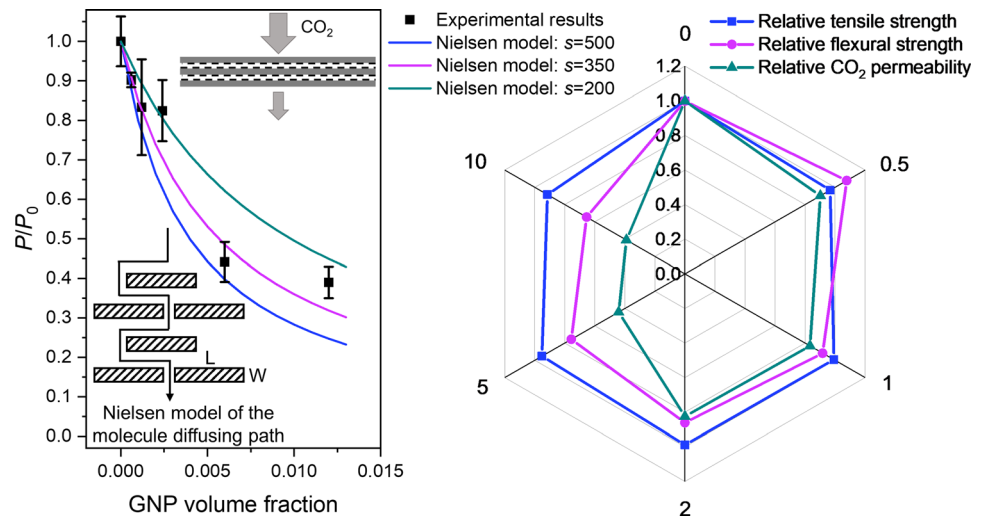 1.0
0.9
0.8
0.7
0.6
0.5
0.4
0.3
0.2
0.1
0.0
P/P0
0.000
0.005
0.010
0.015
GNP volume fraction
CO2
L
W
Nielsen model of the
molecule diffusing path
Experimental results
Nielsen model: s=500
Nielsen model: s=350
Nielsen model: s=200
Relative tensile strength
Relative flexural strength
Relative CO2 permeability
0
0.5
1
2
5
10
1.2
1.0
0.8
0.6
0.4
0.2
0.0